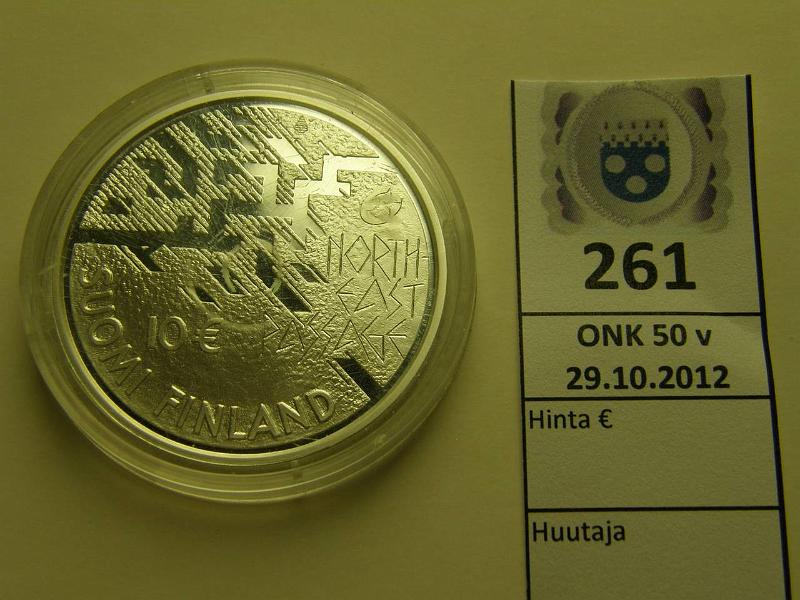 NORTH-
EAST
PASSAGE
10 €
SUOMI FINLAND
261
ONK 50 v
29.10.2012
Hinta €
Huutaja